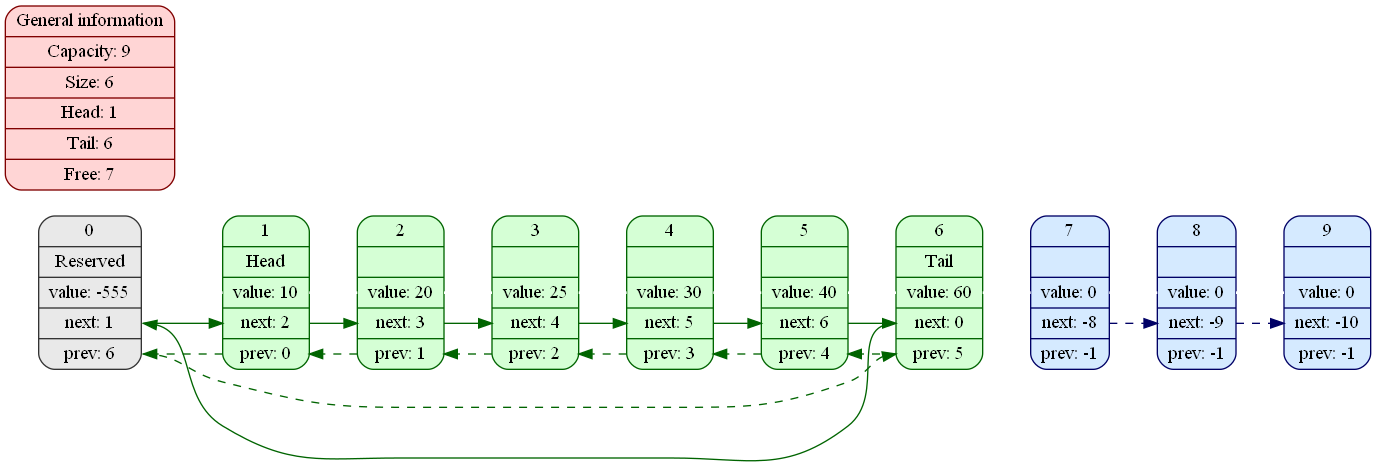 General information
Capacity: 9
Size: 6
Head: 1
Tail: 6
Free: 7
0
Reserved
value: -555
next: 1
prev: 6
1
Head
value: 10
next: 2
prev: 0
2
value: 20
next: 3
prev: 1
3
value: 25
next: 4
prev: 2
4
value: 30
next: 5
prev: 3
5
value: 40
next: 6
prev: 4
6
Tail
value: 60
next: 0
prev: 5
7
value: 0
next: -8
prev: -1
8
value: 0
next: -9
prev: -1
9
value: 0
next: -10
prev: -1